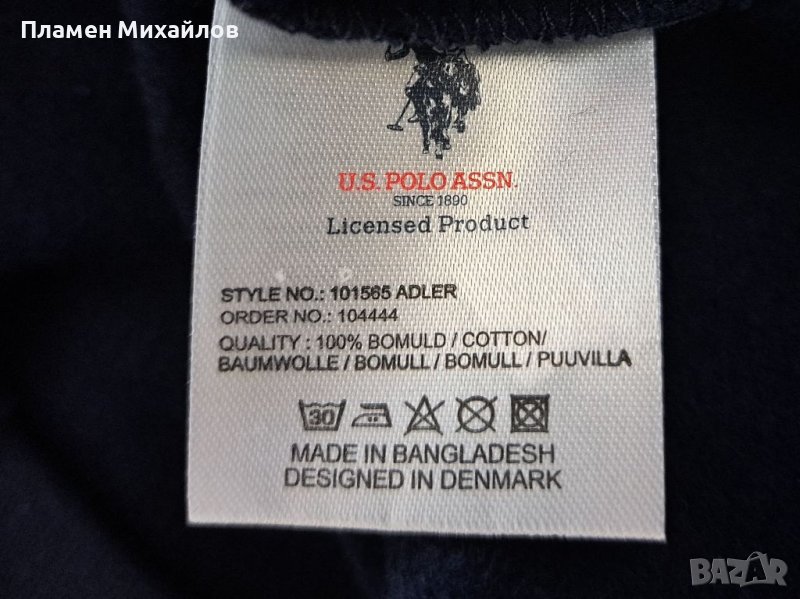 Пламен Михайлов
U.S. POLO ASSN.
SINCE 1890
Licensed Product
STYLE NO.: 101565 ADLER
ORDER NO.: 104444
QUALITY : 100% BOMULD / COTTON/
BAUMWOLLE / BOMULL / BOMULL / PUUVILLA
30
MADE IN BANGLADESH
DESIGNED IN DENMARK
BAZAR